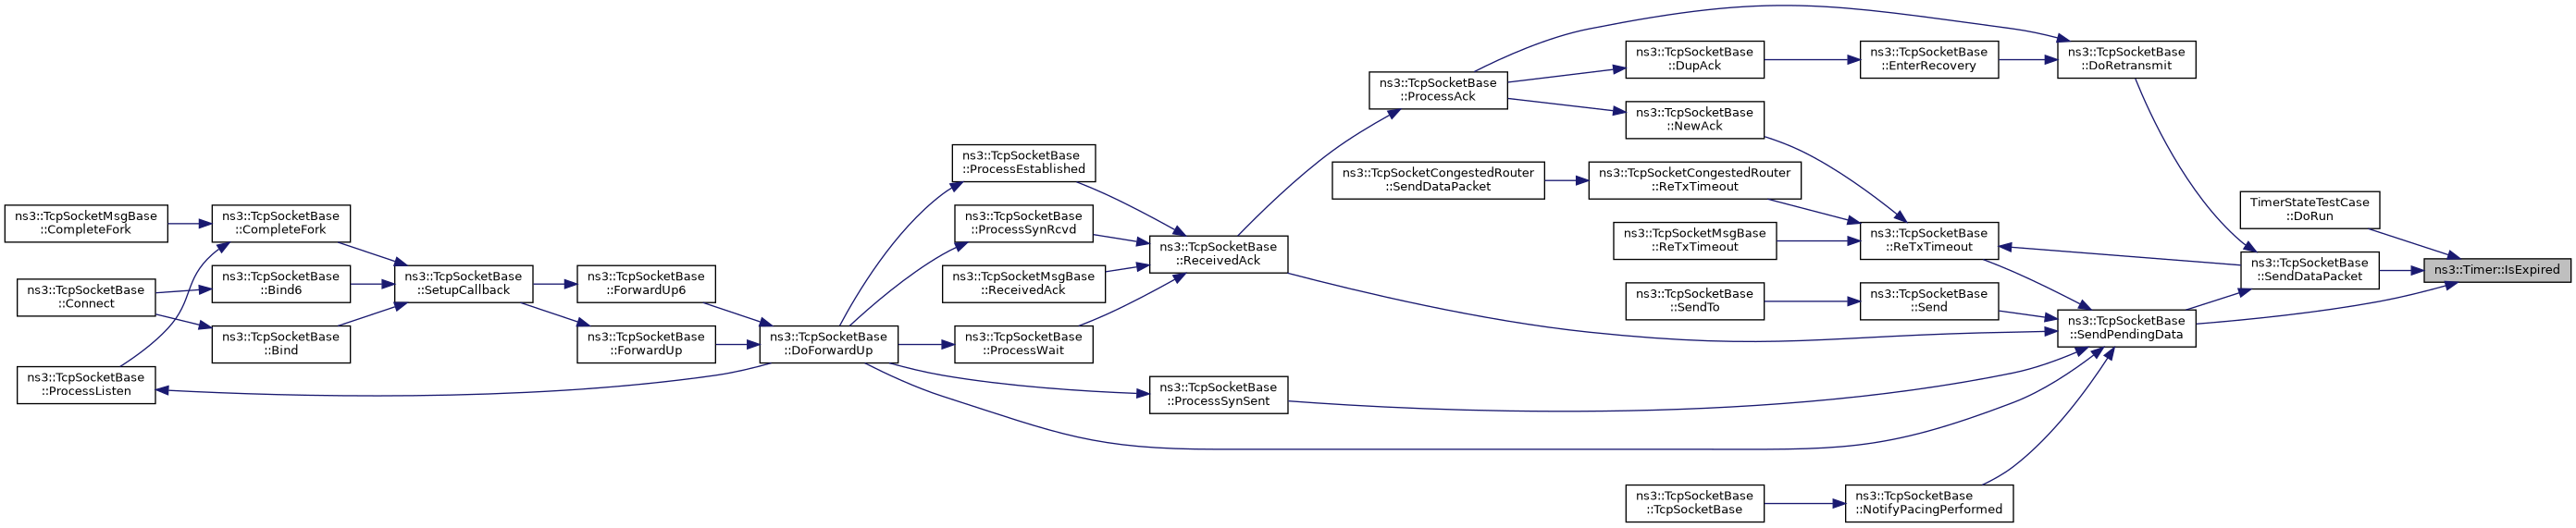 ns3::TcpSocketMsgBase
::CompleteFork
ns3::TcpSocketBase
::Connect
ns3::TcpSocketBase
::ProcessListen
ns3::TcpSocketBase
::CompleteFork
ns3::TcpSocketBase
::Bind6
ns3::TcpSocketBase
::Bind
ns3::TcpSocketBase
::SetupCallback
ns3::TcpSocketBase
::ForwardUp6
ns3::TcpSocketBase
::ForwardUp
ns3::TcpSocketBase
::DoForwardUp
ns3::TcpSocketBase
::ProcessEstablished
ns3::TcpSocketBase
::ProcessSynRcvd
ns3::TcpSocketMsgBase
::ReceivedAck
ns3::TcpSocketBase
::ProcessWait
ns3::TcpSocketBase
::ReceivedAck
ns3::TcpSocketBase
::ProcessSynSent
ns3::TcpSocketBase
::ProcessAck
ns3::TcpSocketCongestedRouter
::SendDataPacket
ns3::TcpSocketBase
::DupAck
ns3::TcpSocketBase
::NewAck
ns3::TcpSocketCongestedRouter
::ReTxTimeout
ns3::TcpSocketMsgBase
::ReTxTimeout
ns3::TcpSocketBase
::SendTo
ns3::TcpSocketBase
::TcpSocketBase
ns3::TcpSocketBase
::EnterRecovery
ns3::TcpSocketBase
::ReTxTimeout
ns3::TcpSocketBase
::Send
ns3::TcpSocketBase
::NotifyPacingPerformed
ns3::TcpSocketBase
::DoRetransmit
ns3::TcpSocketBase
::SendPendingData
TimerStateTestCase
::DoRun
ns3::TcpSocketBase
::SendDataPacket
ns3::Timer::IsExpired